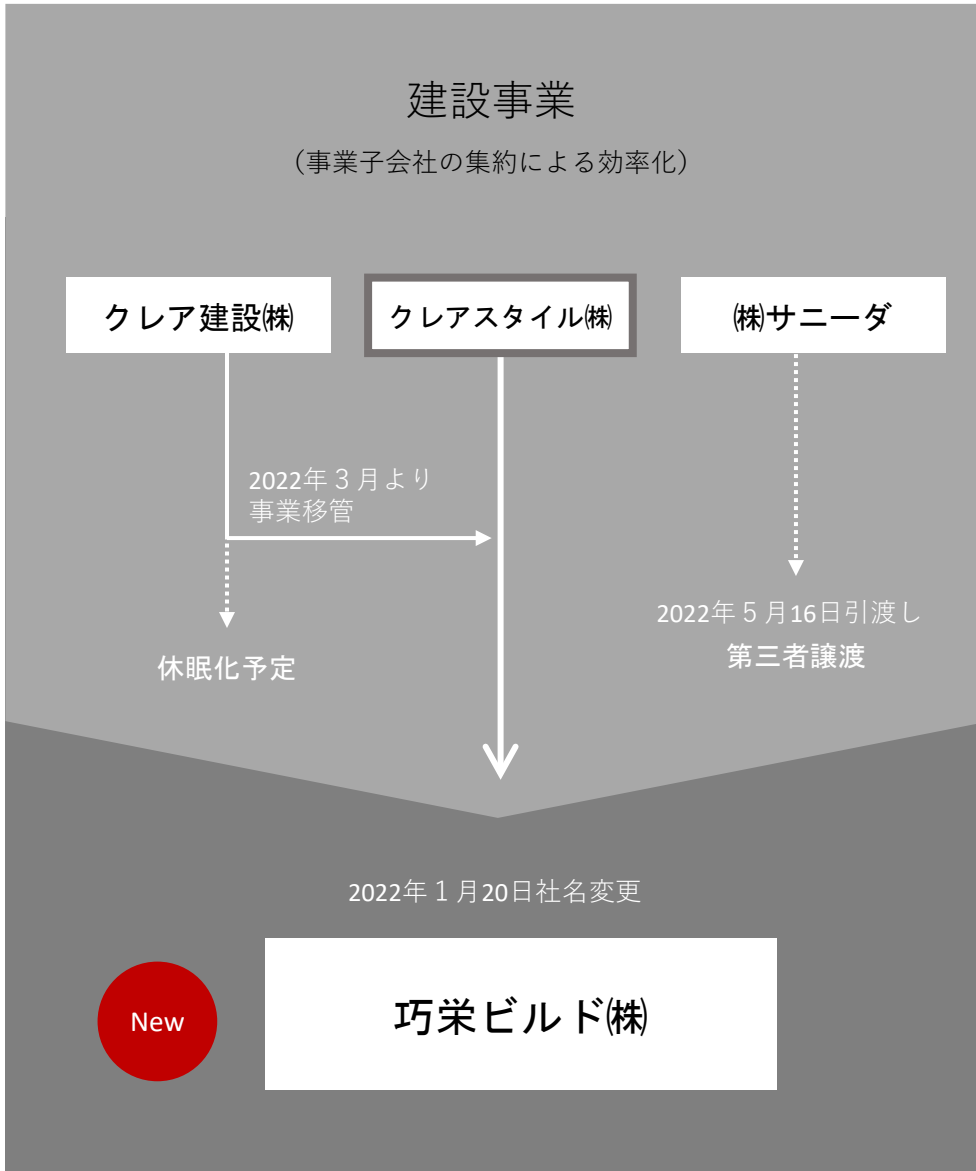 建設事業
（事業子会社の集約による効率化）
クレア建設㈱
クレアスタイル㈱
㈱サニーダ
2022年３月より
事業移管
2022年５月16日引渡し
第三者譲渡
休眠化予定
2022年１月20日社名変更
New
巧栄ビルド㈱